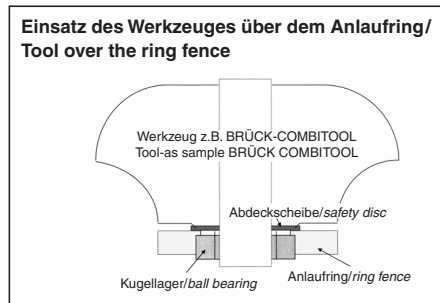 Einsatz des Werkzeuges über dem Anlaufring/
Tool over the ring fence
Werkzeug z.B. BRÜCK-COMBITOOL
Tool-as sample BRÜCK COMBITOOL
Abdeckscheibe/safety disc
Kugellager/ball bearing
Anlaufring/ring fence